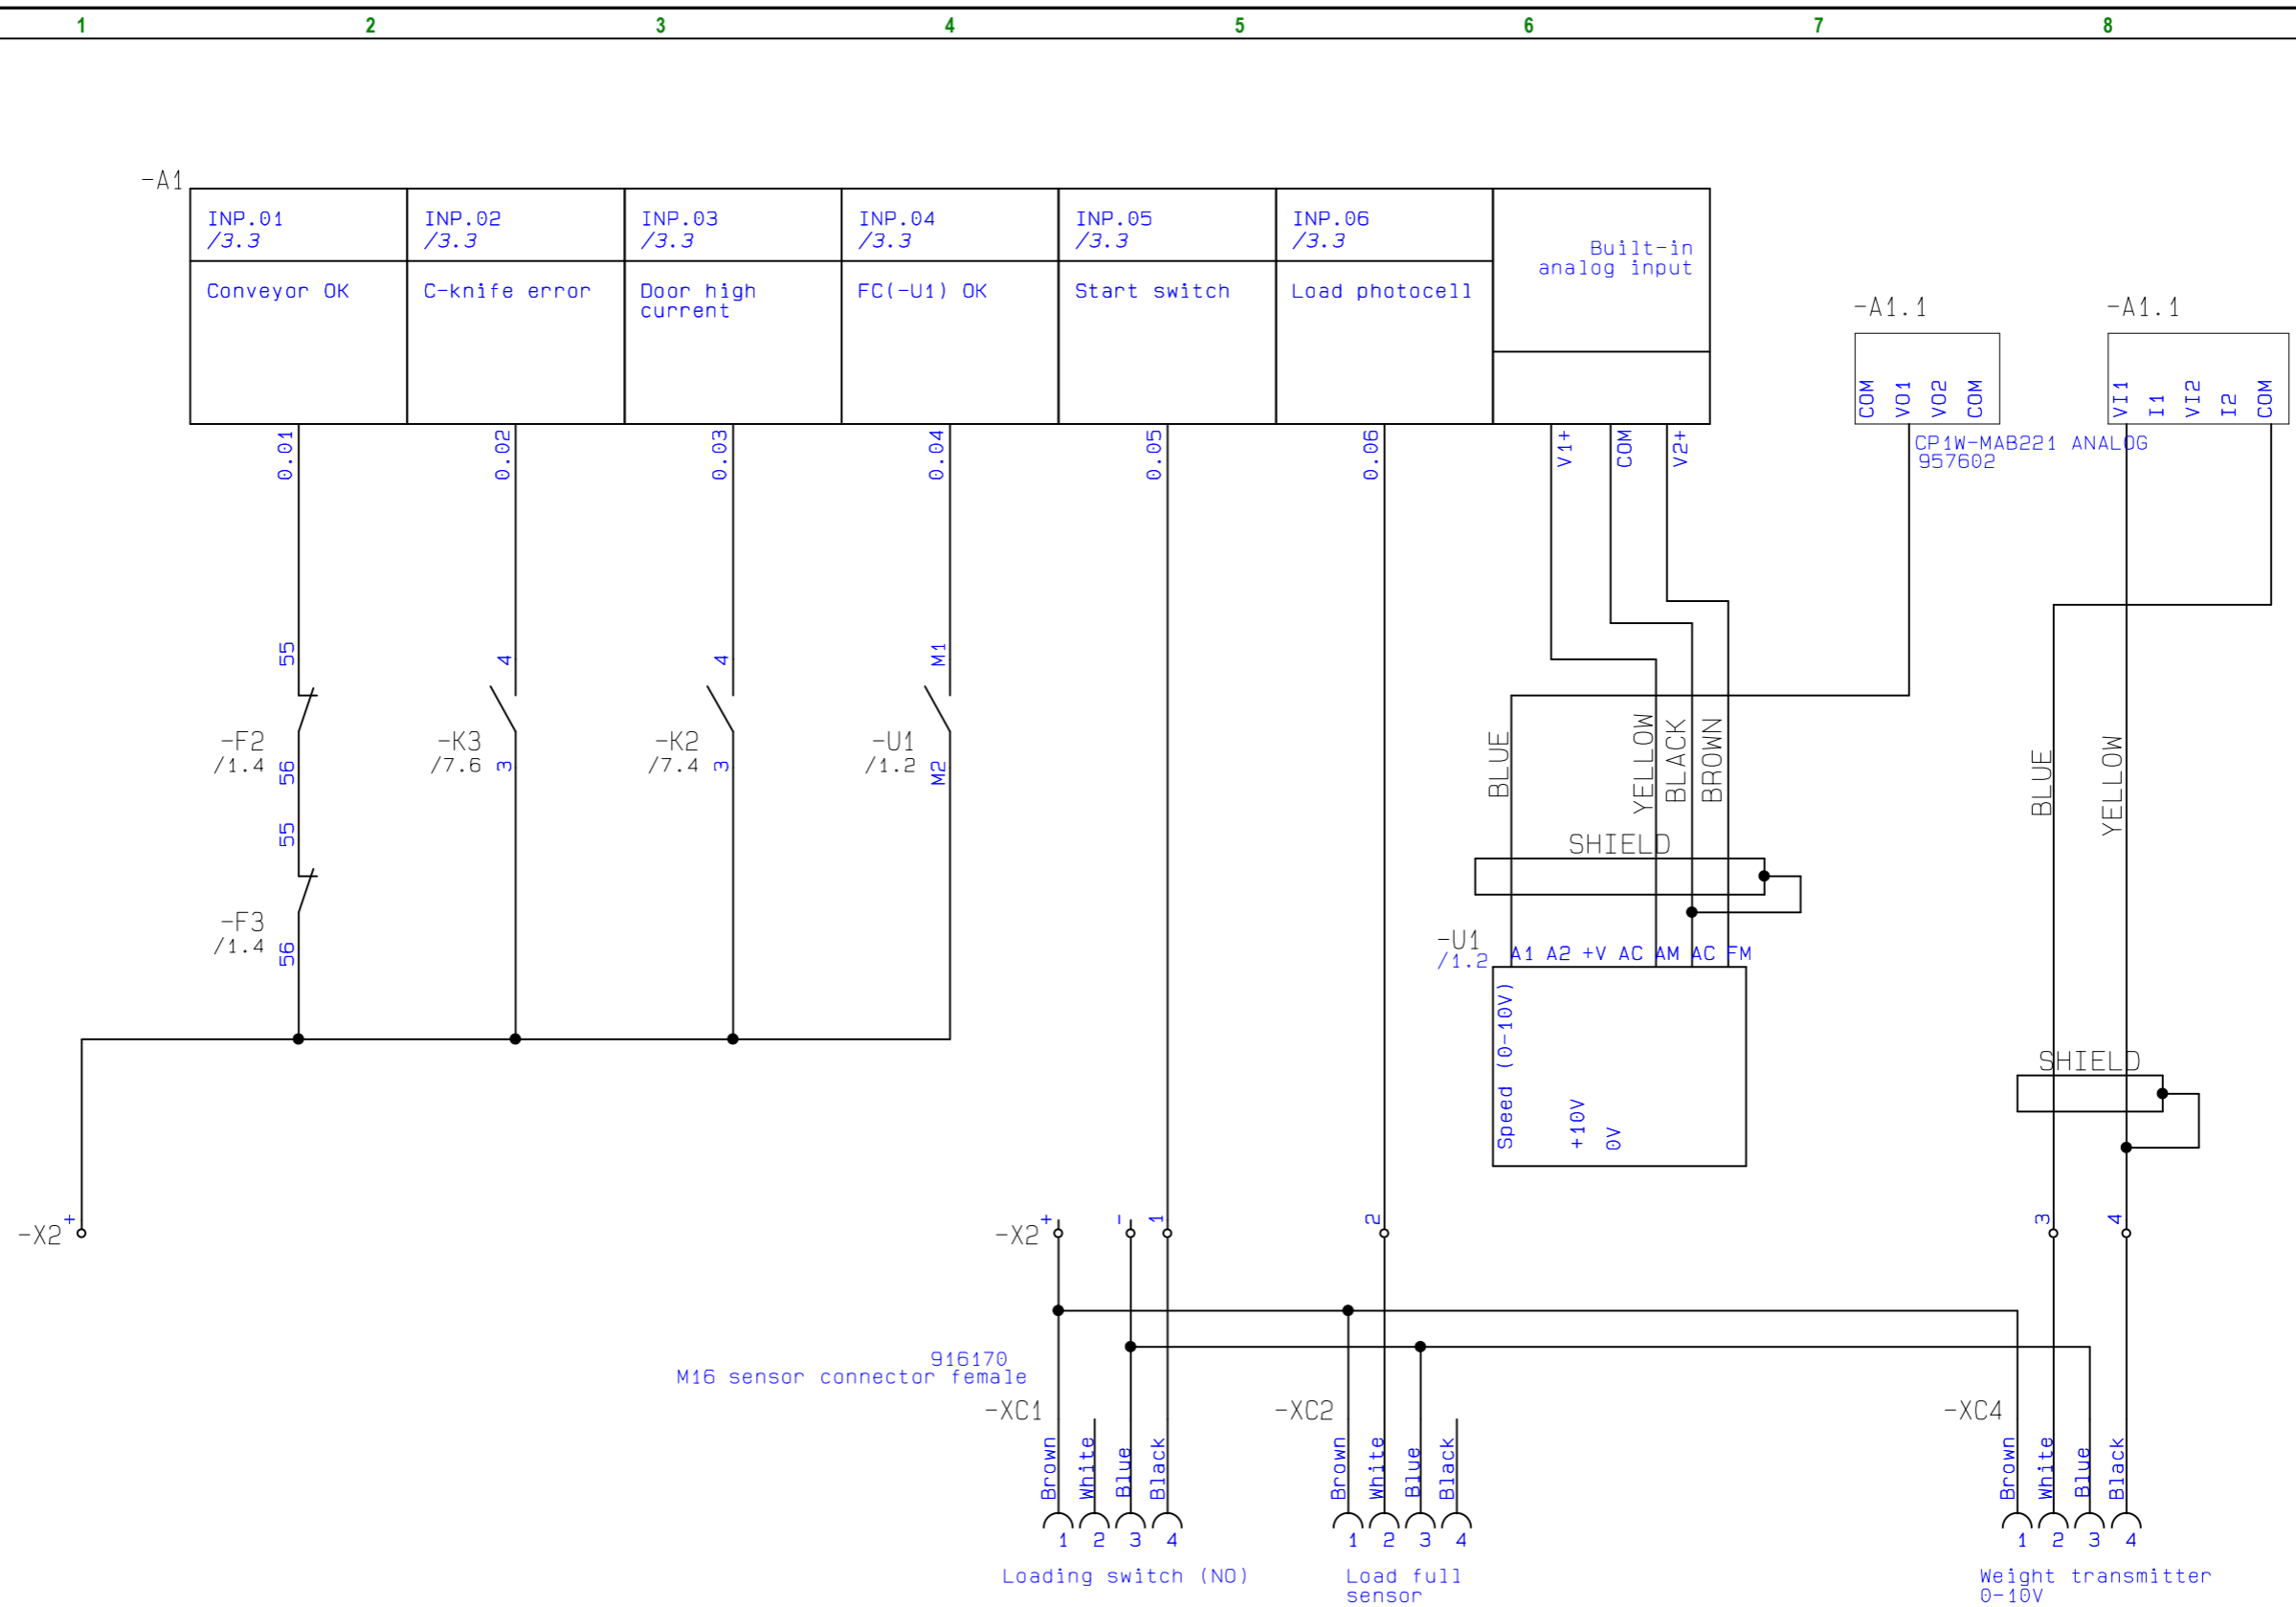 1 2 3 4 5 6 7 8
-A1
INP.01
/3.3
Conveyor OK
INP.02
/3.3
C-knife error
INP.03
/3.3
Door high
current
INP.04
/3.3
FC(-U1) OK
INP.05
/3.3
Start switch
INP.06
/3.3
Load photocell
Built-in
analog input
-A1.1
COM
VO1
VO2
COM
CP1W-MAB221 ANALOG
957602
-A1.1
VI1
I1
VI2
I2
COM
0.01
0.02
0.03
0.04
0.05
0.06
V1+
COM
V2+
55
-F2
/1.4
56
55
-F3
/1.4
56
4
-K3
/7.6
3
4
-K2
/7.4
3
M1
-U1
/1.2
M2
BLUE
YELLOW
BLACK
BROWN
SHIELD
-U1
/1.2
A1 A2 +V AC AM AC FM
Speed (0-10V)
+10V
0V
BLUE
YELLOW
SHIELD
-X2
+
-X2
+
-
1
2
3
4
916170
M16 sensor connector female
-XC1
Brown
White
Blue
Black
1 2 3 4
Loading switch (NO)
-XC2
Brown
White
Blue
Black
1 2 3 4
Load full
sensor
-XC4
Brown
White
Blue
Black
1 2 3 4
Weight transmitter
0-10V